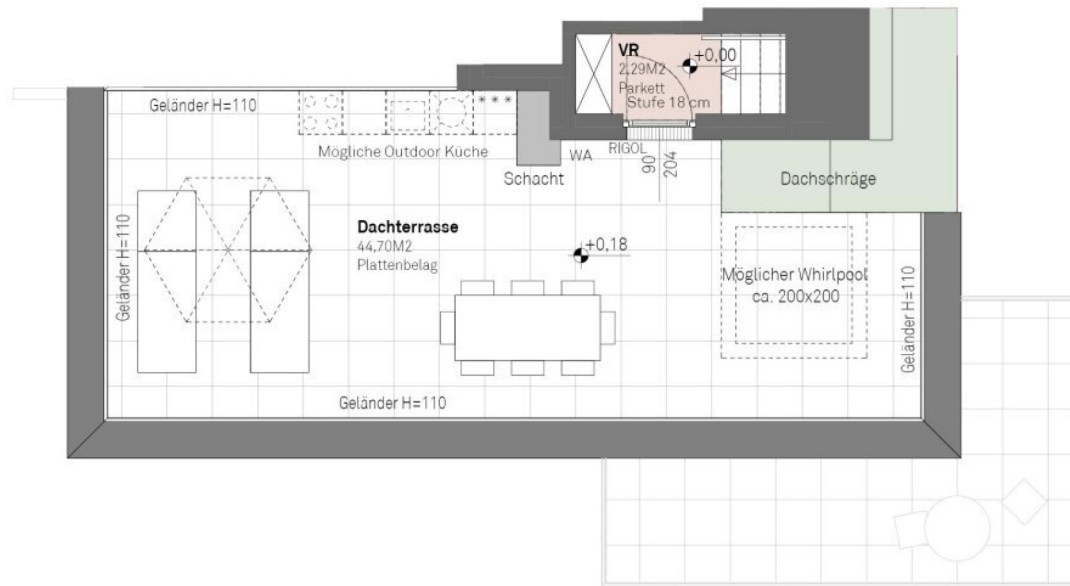 VR
2,29M2
Parkett
Stufe 18 cm
+0,00
Geländer H=110
Mögliche Outdoor Küche
***
WA
RIGOL
90
204
Schacht
Dachschräge
Geländer H=110
Dachterrasse
44,70M2
Plattenbelag
+0,18
Möglicher Whirlpool
ca. 200x200
Geländer H=110
Geländer H=110